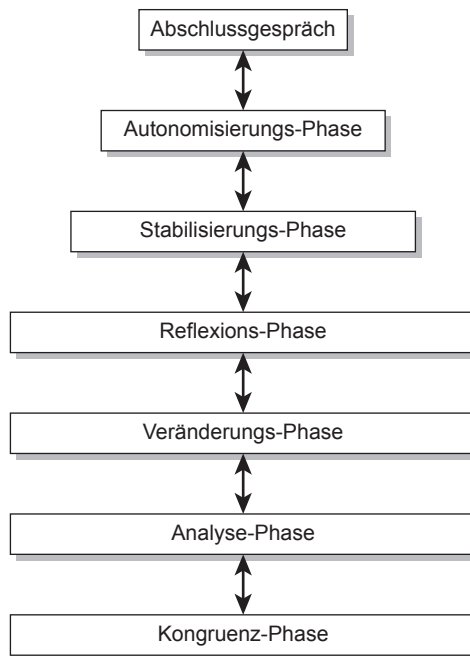 Abschlussgespräch
Autonomisierungs-Phase
Stabilisierungs-Phase
Reflexions-Phase
Veränderungs-Phase
Analyse-Phase
Kongruenz-Phase